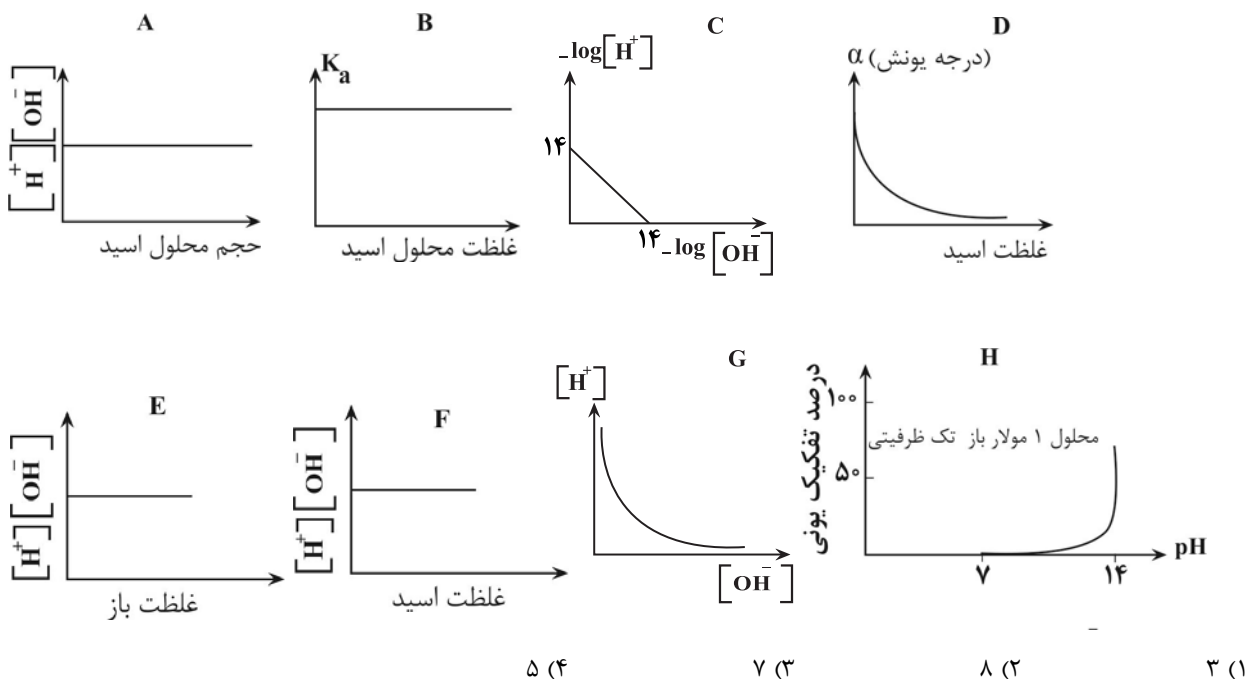 A
[H+][OH-]
حجم محلول اسید
B
Ka
غلظت محلول اسید
C
-log[H+]
۱۴
۱۴
-log[OH-]
D
α (درجه یونش)
غلظت اسید
E
[H+][OH-]
غلظت باز
F
[H+][OH-]
غلظت اسید
G
[H+]
[OH-]
H
درصد تفکیک یونی
۱۰۰
محلول ۱ مولار باز تک ظرفیتی
۵۰
۷
۱۴
pH
۱) ۳ ۲) ۸ ۳) ۷ ۴) ۵